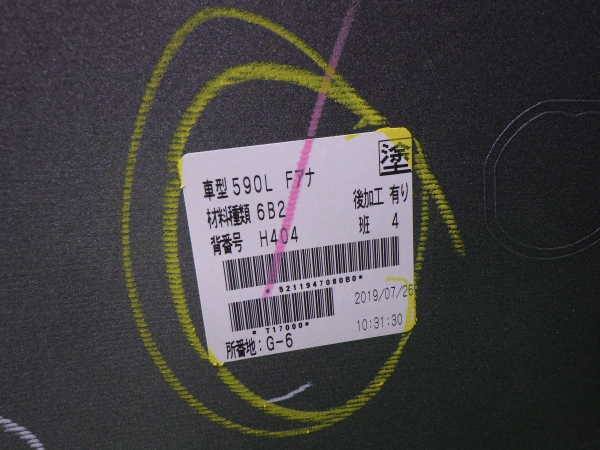 塗
車型 590L Fアナ
材料種類 6B2 後加工 有り
背番号 H404 班 4
*5211947080B0*
2019/07/26
*T17000*
10:31:30
所番地:G-6